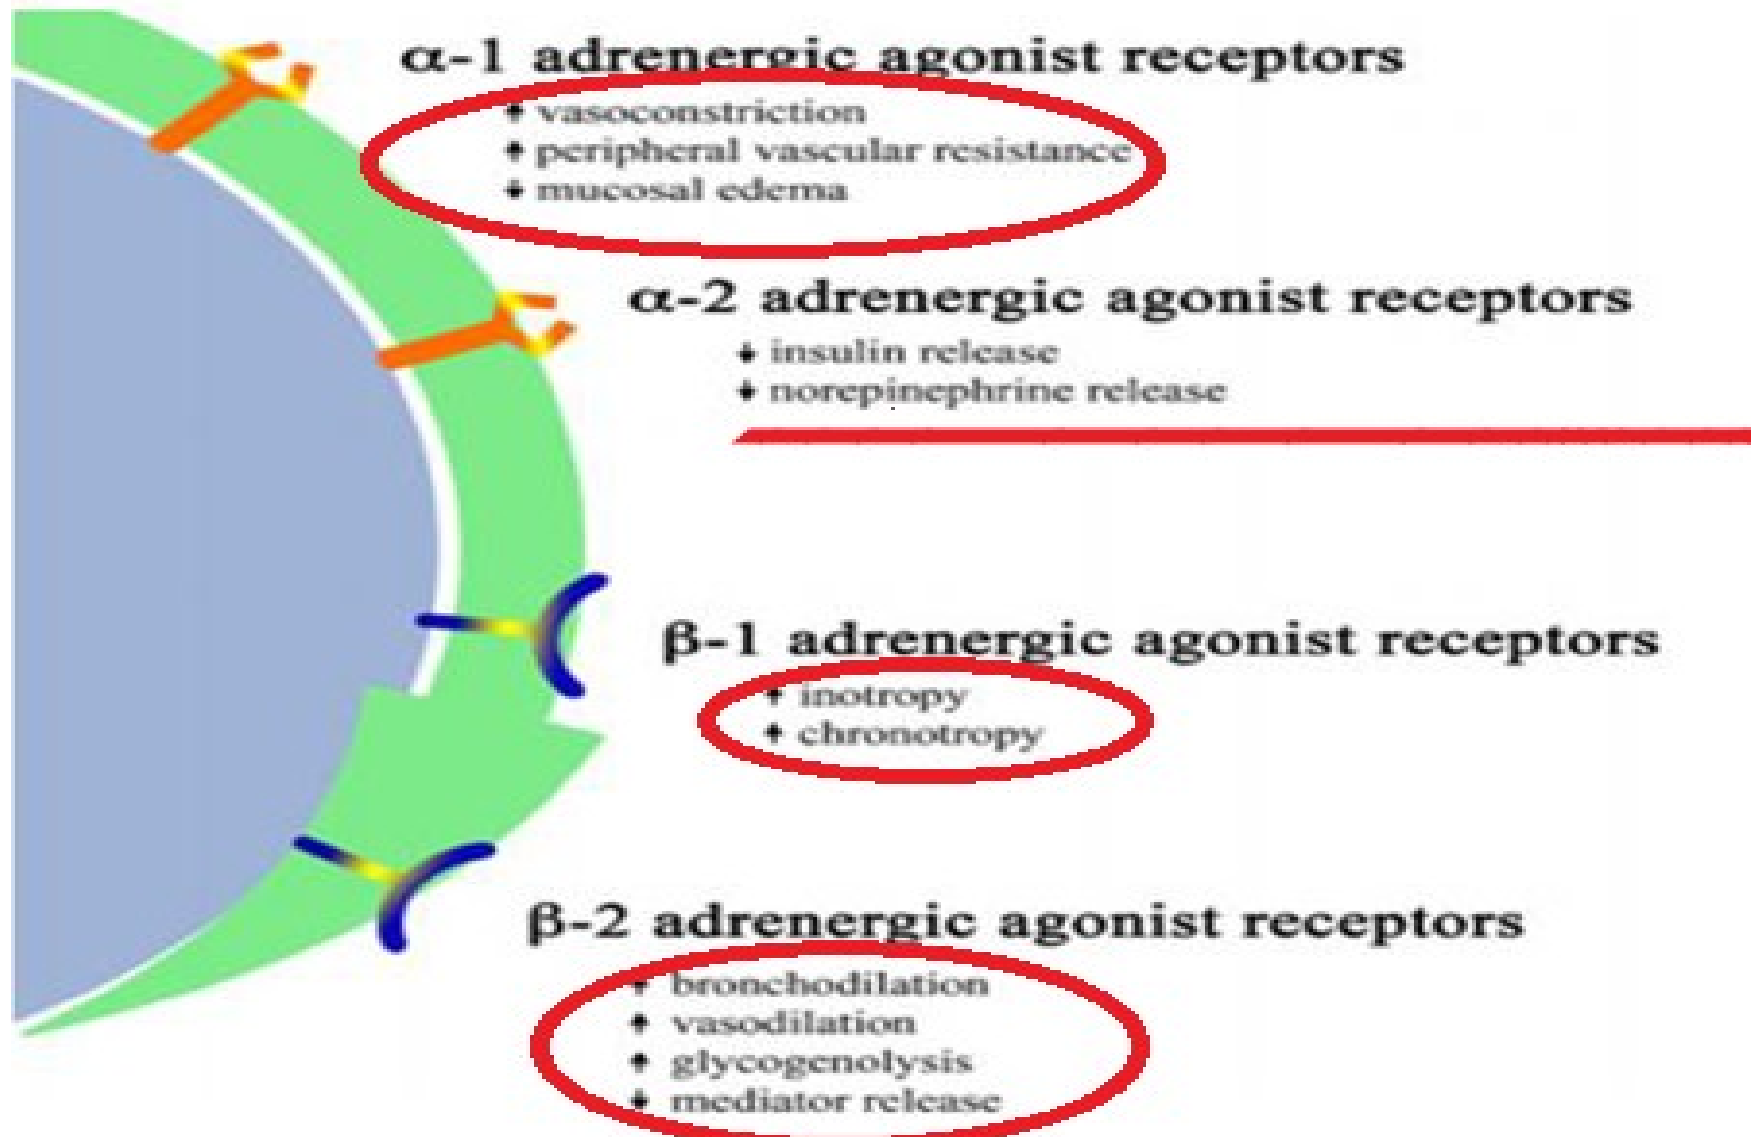 α-1 adrenergic agonist receptors
↑ vasoconstriction
↑ peripheral vascular resistance
↓ mucosal edema
α-2 adrenergic agonist receptors
↓ insulin release
↓ norepinephrine release
β-1 adrenergic agonist receptors
↑ inotropy
↑ chronotropy
β-2 adrenergic agonist receptors
↑ bronchodilation
↑ vasodilation
↑ glycogenolysis
↓ mediator release